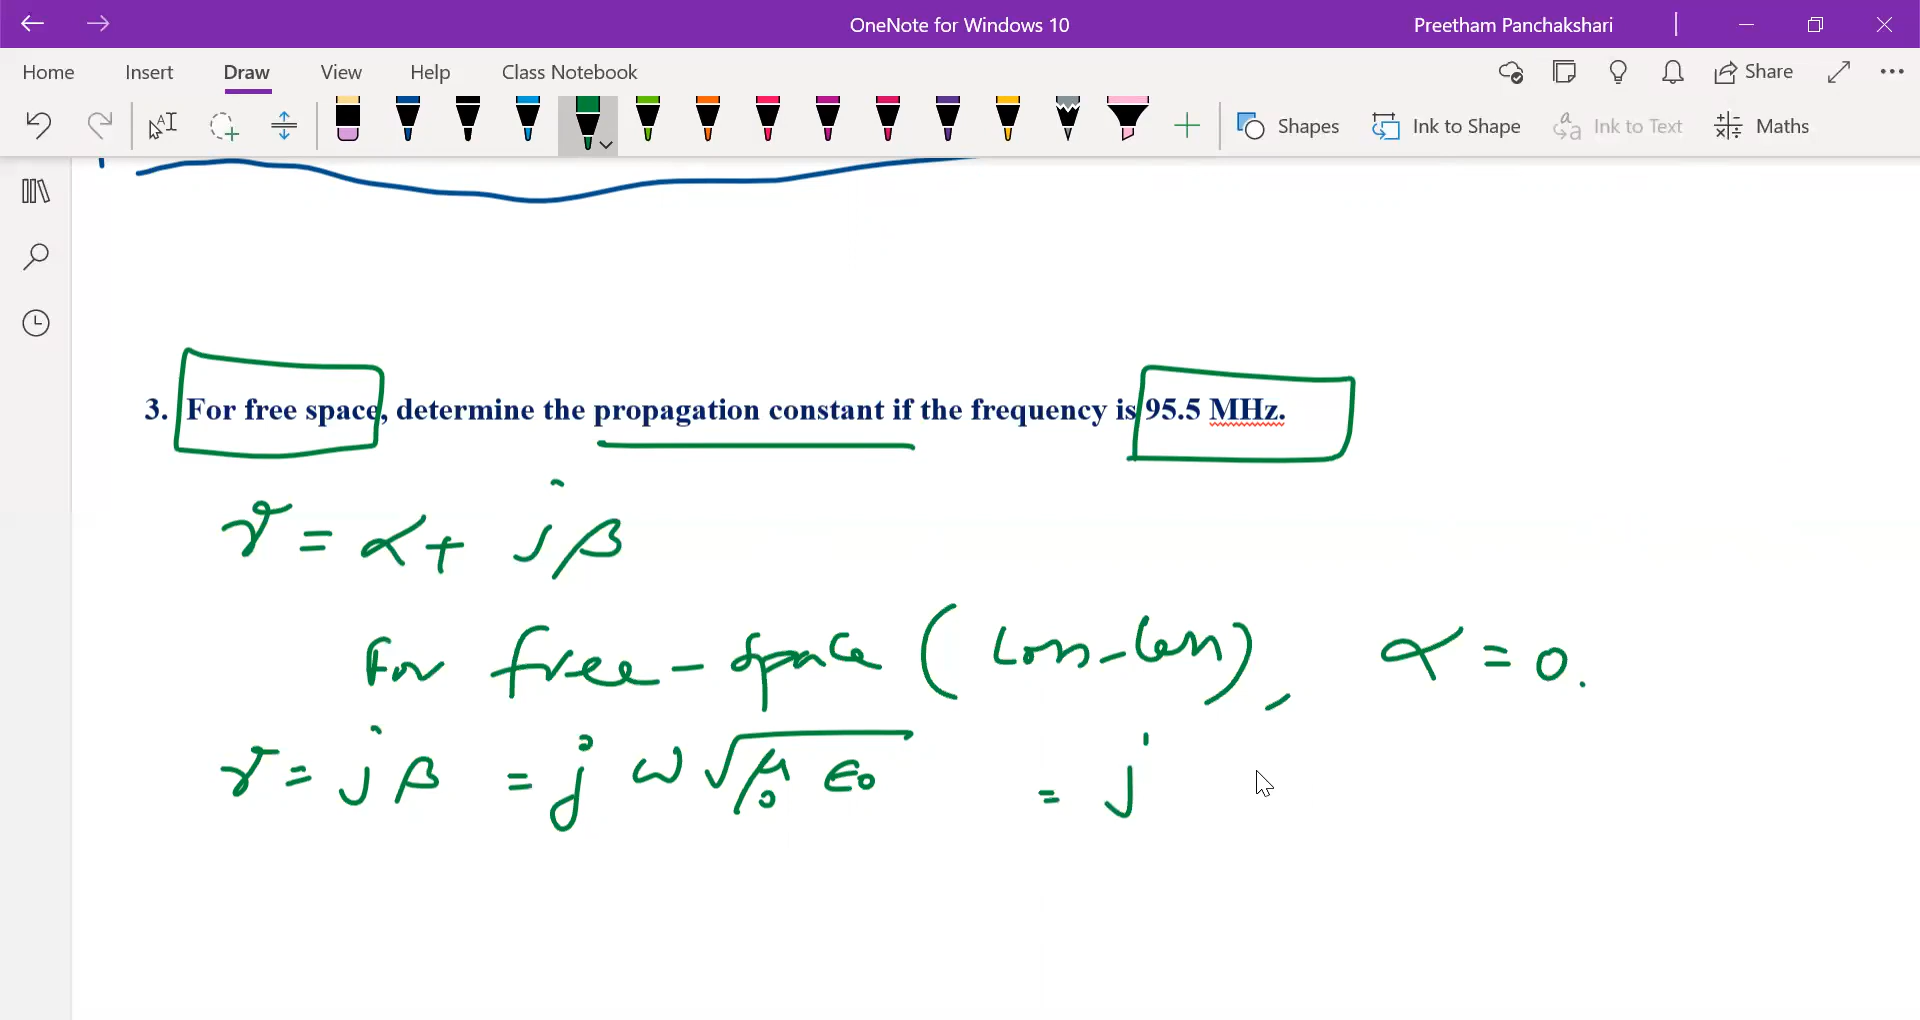 OneNote for Windows 10
Preetham Panchakshari
Home Insert Draw View Help Class Notebook Share
Shapes Ink to Shape Ink to Text Maths
3. For free space, determine the propagation constant if the frequency is 95.5 MHz.
γ = α + jβ
For free-space (Loss-less), α = 0.
γ = jβ = jω√μ₀ ϵ₀ = j